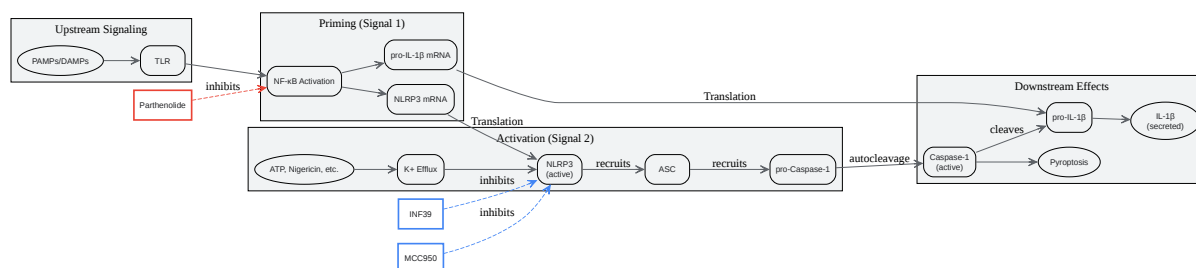 Upstream Signaling
PAMPs/DAMPs
TLR
Parthenolide
inhibits
Priming (Signal 1)
NF-κB Activation
pro-IL-1β mRNA
NLRP3 mRNA
Translation
Translation
Activation (Signal 2)
ATP, Nigericin, etc.
K+ Efflux
NLRP3
(active)
recruits
ASC
recruits
pro-Caspase-1
autocleavage
inhibits
INF39
inhibits
MCC950
Downstream Effects
Caspase-1
(active)
cleaves
pro-IL-1β
IL-1β
(secreted)
Pyroptosis